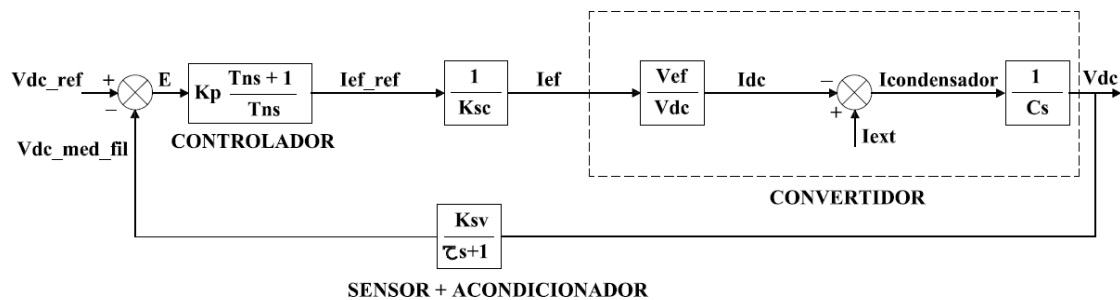 Vdc_ref
+
−
E
Kp Tns + 1
Tns
CONTROLADOR
Ief_ref
1
Ksc
Ief
Vef
Vdc
Idc
−
+
Iext
Icondensador
1
Cs
Vdc
CONVERTIDOR
Vdc_med_fil
Ksv
τs+1
SENSOR + ACONDICIONADOR